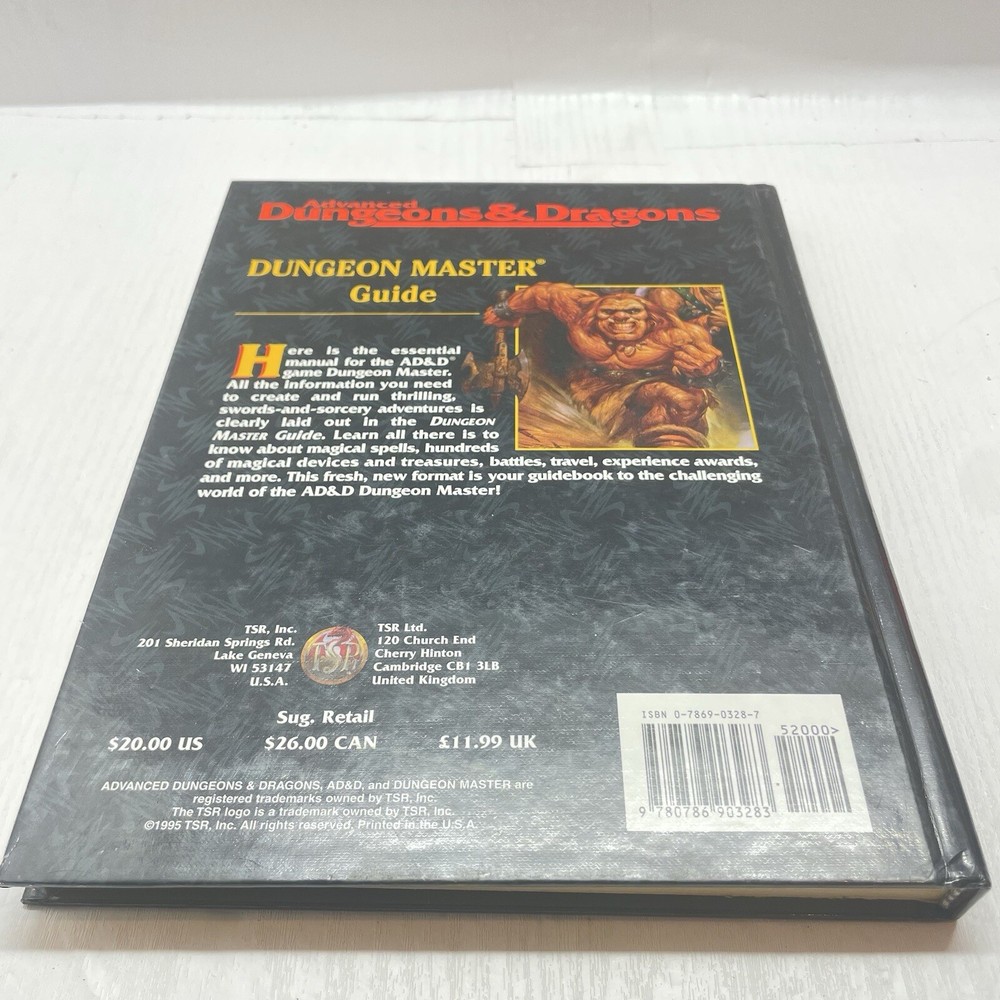 Advanced
Dungeons & Dragons
DUNGEON MASTER®
Guide
Here is the essential
manual for the AD&D®
game Dungeon Master.
All the information you need
to create and run thrilling,
swords-and-sorcery adventures is
clearly laid out in the DUNGEON
MASTER Guide. Learn all there is to
know about magical spells, hundreds
of magical devices and treasures, battles, travel, experience awards,
and more. This fresh, new format is your guidebook to the challenging
world of the AD&D Dungeon Master!
TSR, Inc.
201 Sheridan Springs Rd.
Lake Geneva
WI 53147
U.S.A.
TSR
TSR Ltd.
120 Church End
Cherry Hinton
Cambridge CB1 3LB
United Kingdom
Sug. Retail
$20.00 US $26.00 CAN £11.99 UK
ADVANCED DUNGEONS & DRAGONS, AD&D, and DUNGEON MASTER are
registered trademarks owned by TSR, Inc.
The TSR logo is a trademark owned by TSR, Inc.
©1995 TSR, Inc. All rights reserved. Printed in the U.S.A.
ISBN 0-7869-0328-7
52000>
9 780786 903283